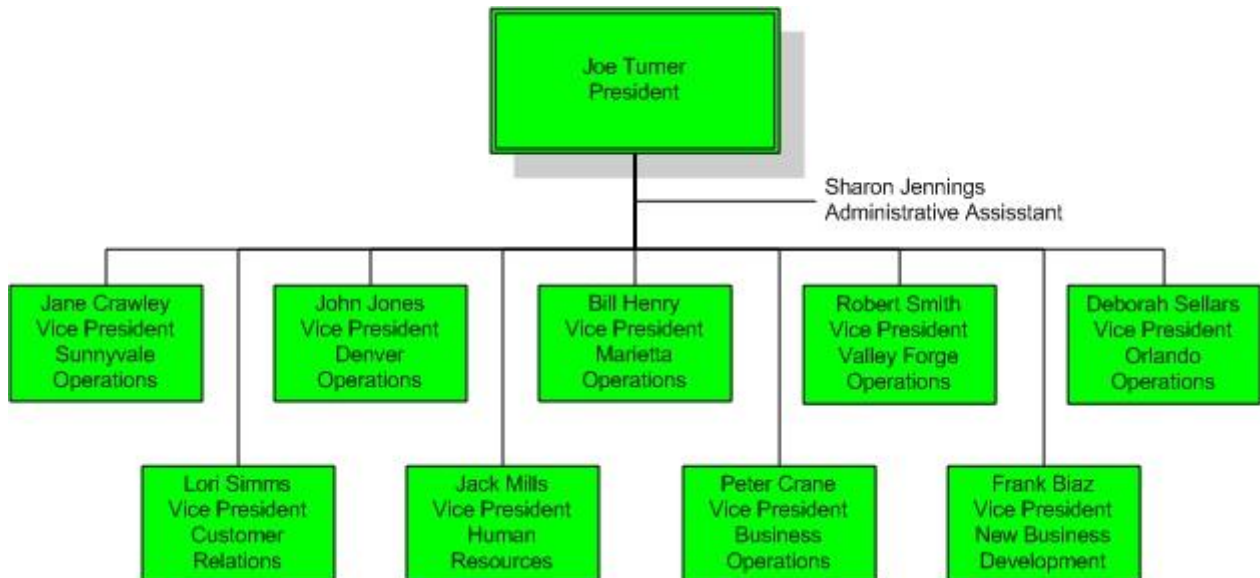 Joe Turner
President
Sharon Jennings
Administrative Assisstant
Jane Crawley
Vice President
Sunnyvale
Operations
John Jones
Vice President
Denver
Operations
Bill Henry
Vice President
Marietta
Operations
Robert Smith
Vice President
Valley Forge
Operations
Deborah Sellars
Vice President
Orlando
Operations
Lori Simms
Vice President
Customer
Relations
Jack Mills
Vice President
Human
Resources
Peter Crane
Vice President
Business
Operations
Frank Biaz
Vice President
New Business
Development